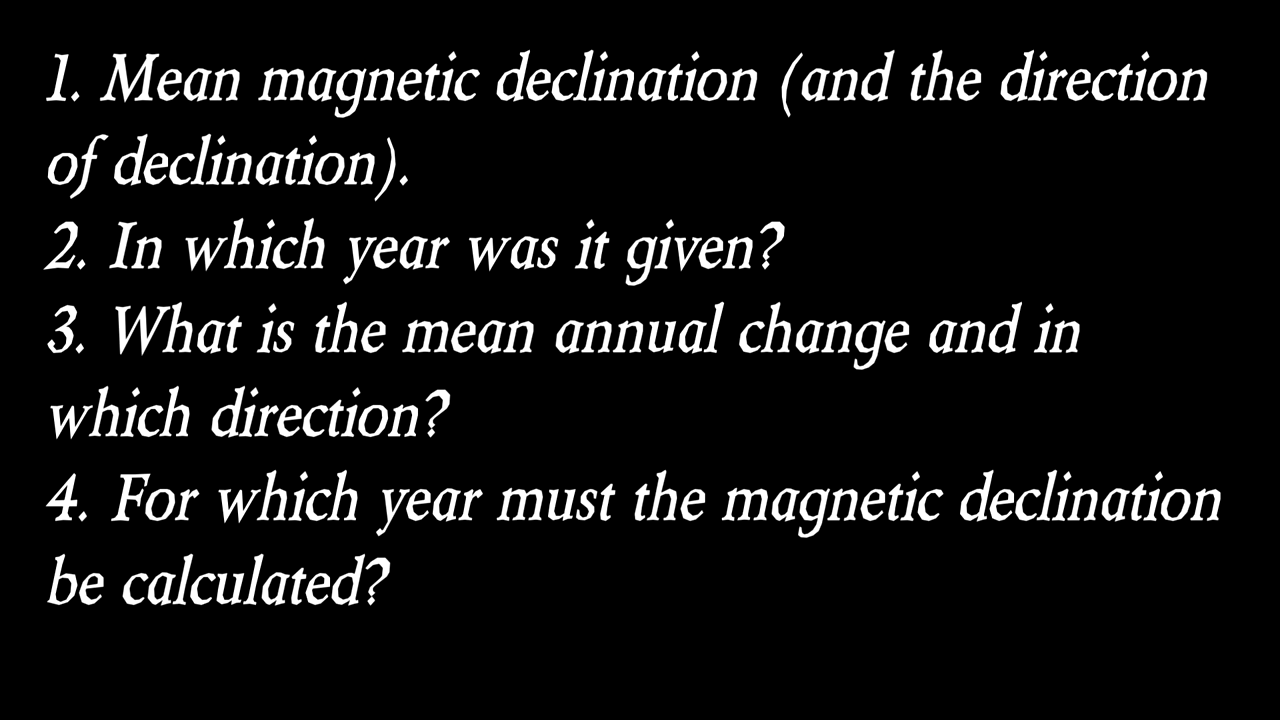 1. Mean magnetic declination (and the direction
of declination).
2. In which year was it given?
3. What is the mean annual change and in
which direction?
4. For which year must the magnetic declination
be calculated?